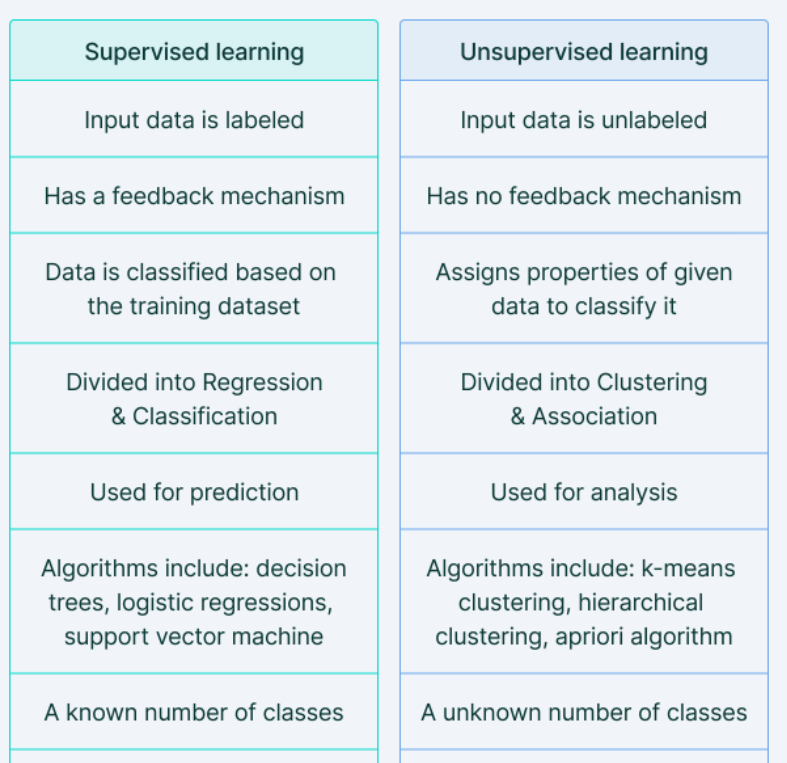 Supervised learning
Unsupervised learning
Input data is labeled
Input data is unlabeled
Has a feedback mechanism
Has no feedback mechanism
Data is classified based on
the training dataset
Assigns properties of given
data to classify it
Divided into Regression
& Classification
Divided into Clustering
& Association
Used for prediction
Used for analysis
Algorithms include: decision
trees, logistic regressions,
support vector machine
Algorithms include: k-means
clustering, hierarchical
clustering, apriori algorithm
A known number of classes
A unknown number of classes